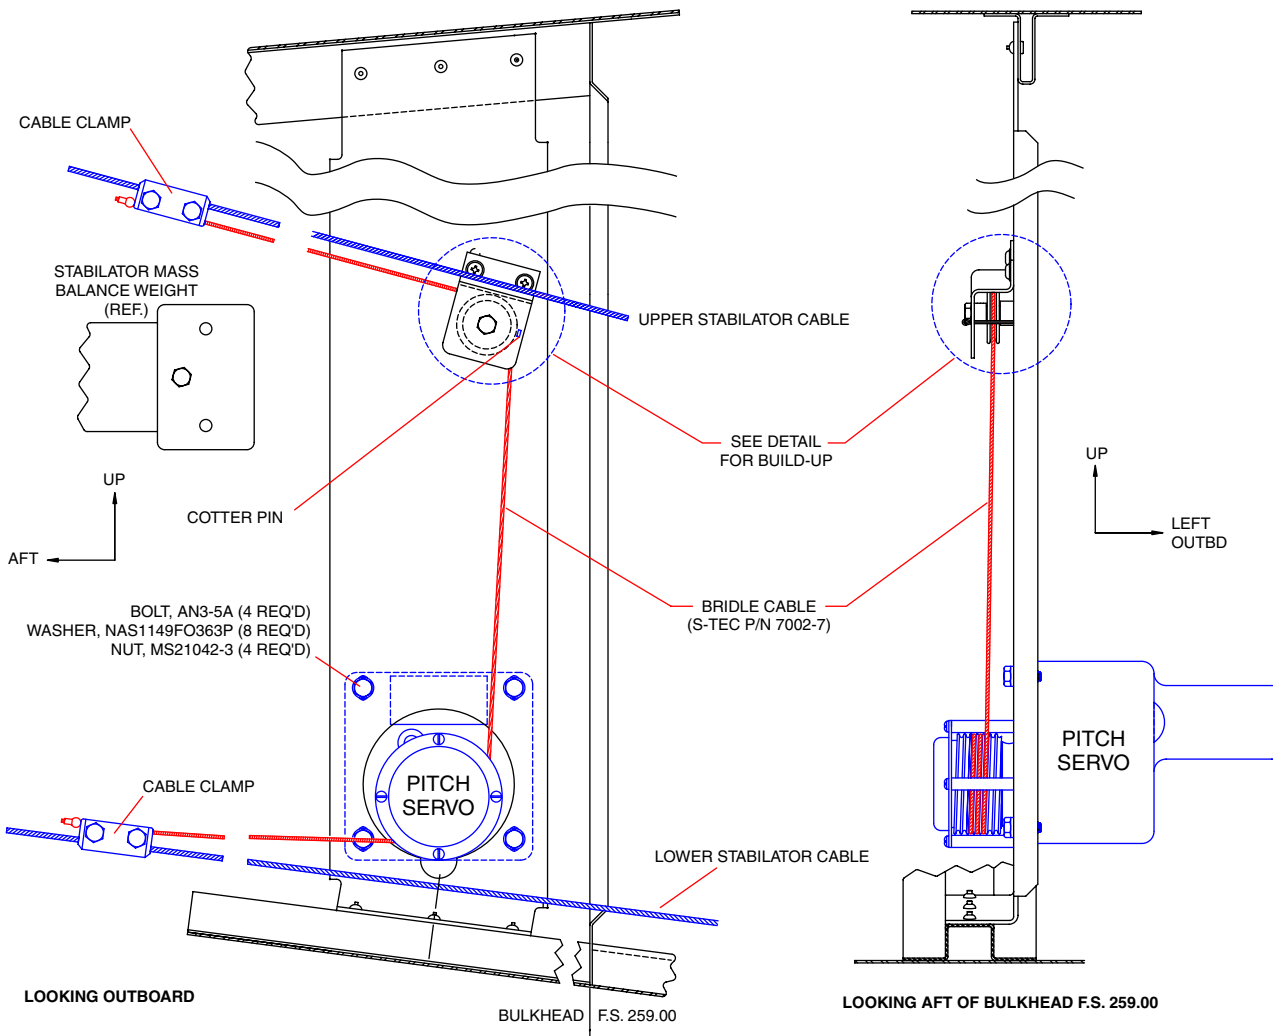 CABLE CLAMP
STABILATOR MASS
BALANCE WEIGHT
(REF.)
UPPER STABILATOR CABLE
SEE DETAIL
FOR BUILD-UP
UP
AFT
COTTER PIN
UP
LEFT
OUTBD
BOLT, AN3-5A (4 REQ'D)
WASHER, NAS1149FO363P (8 REQ'D)
NUT, MS21042-3 (4 REQ'D)
BRIDLE CABLE
(S-TEC P/N 7002-7)
PITCH
SERVO
PITCH
SERVO
CABLE CLAMP
LOWER STABILATOR CABLE
LOOKING OUTBOARD
BULKHEAD F.S. 259.00
LOOKING AFT OF BULKHEAD F.S. 259.00